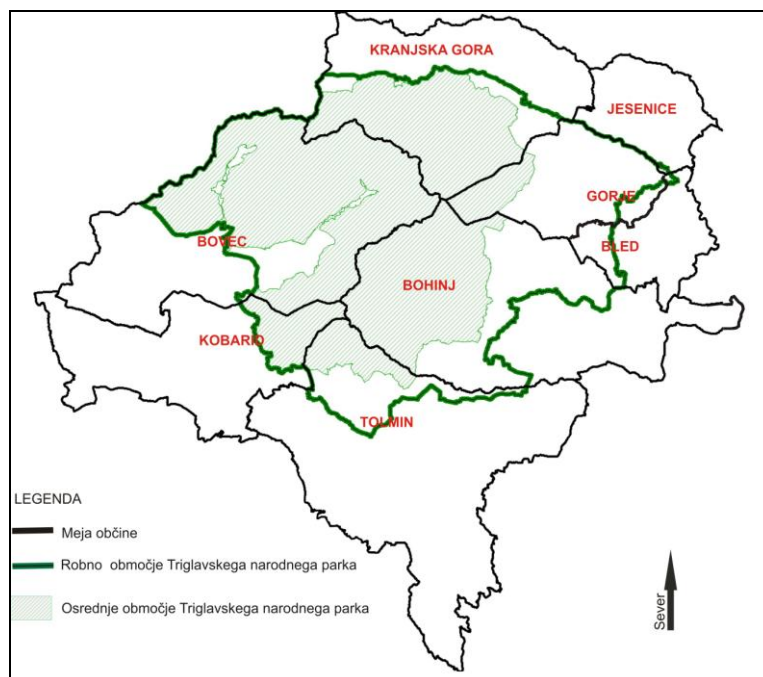 KRANJSKA GORA
JESENICE
GORJE
BOVEC
BLED
BOHINJ
KOBARID
TOLMIN
LEGENDA
Meja občine
Robno območje Triglavskega narodnega parka
Osrednje območje Triglavskega narodnega parka
Sever